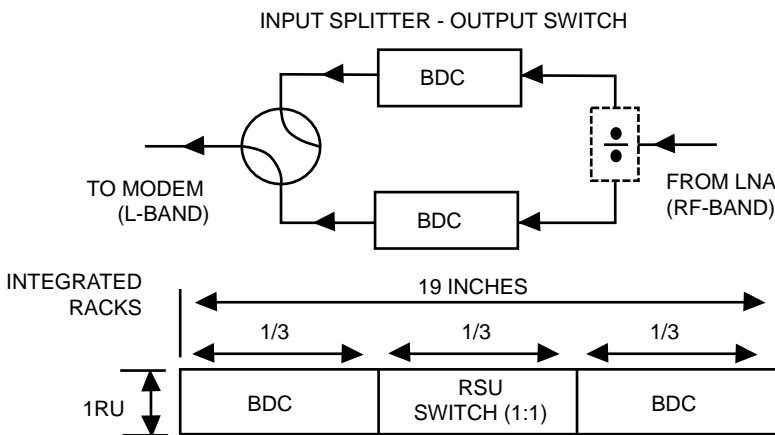 INPUT SPLITTER - OUTPUT SWITCH
BDC
TO MODEM
(L-BAND)
FROM LNA
(RF-BAND)
BDC
INTEGRATED
RACKS
19 INCHES
1/3
1/3
1/3
1RU
BDC
RSU
SWITCH (1:1)
BDC